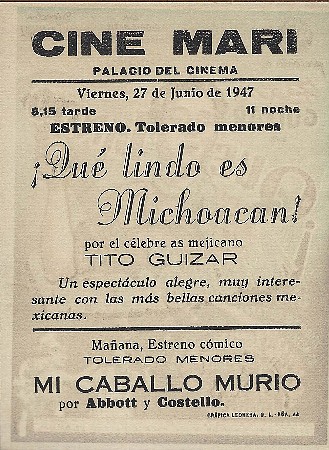 CINE MARI
PALACIO DEL CINEMA
Viernes, 27 de Junio de 1947
8,15 tarde 11 noche
ESTRENO. Tolerado menores
¡Qué lindo es
Michoacan!
por el célebre as mejicano
TITO GUIZAR
Un espectáculo alegre, muy intere-
sante con las más bellas canciones me-
xicanas.
Mañana, Estreno cómico
TOLERADO MENORES
MI CABALLO MURIO
por Abbott y Costello.
GRÁFICA LEONESA, S. L.-